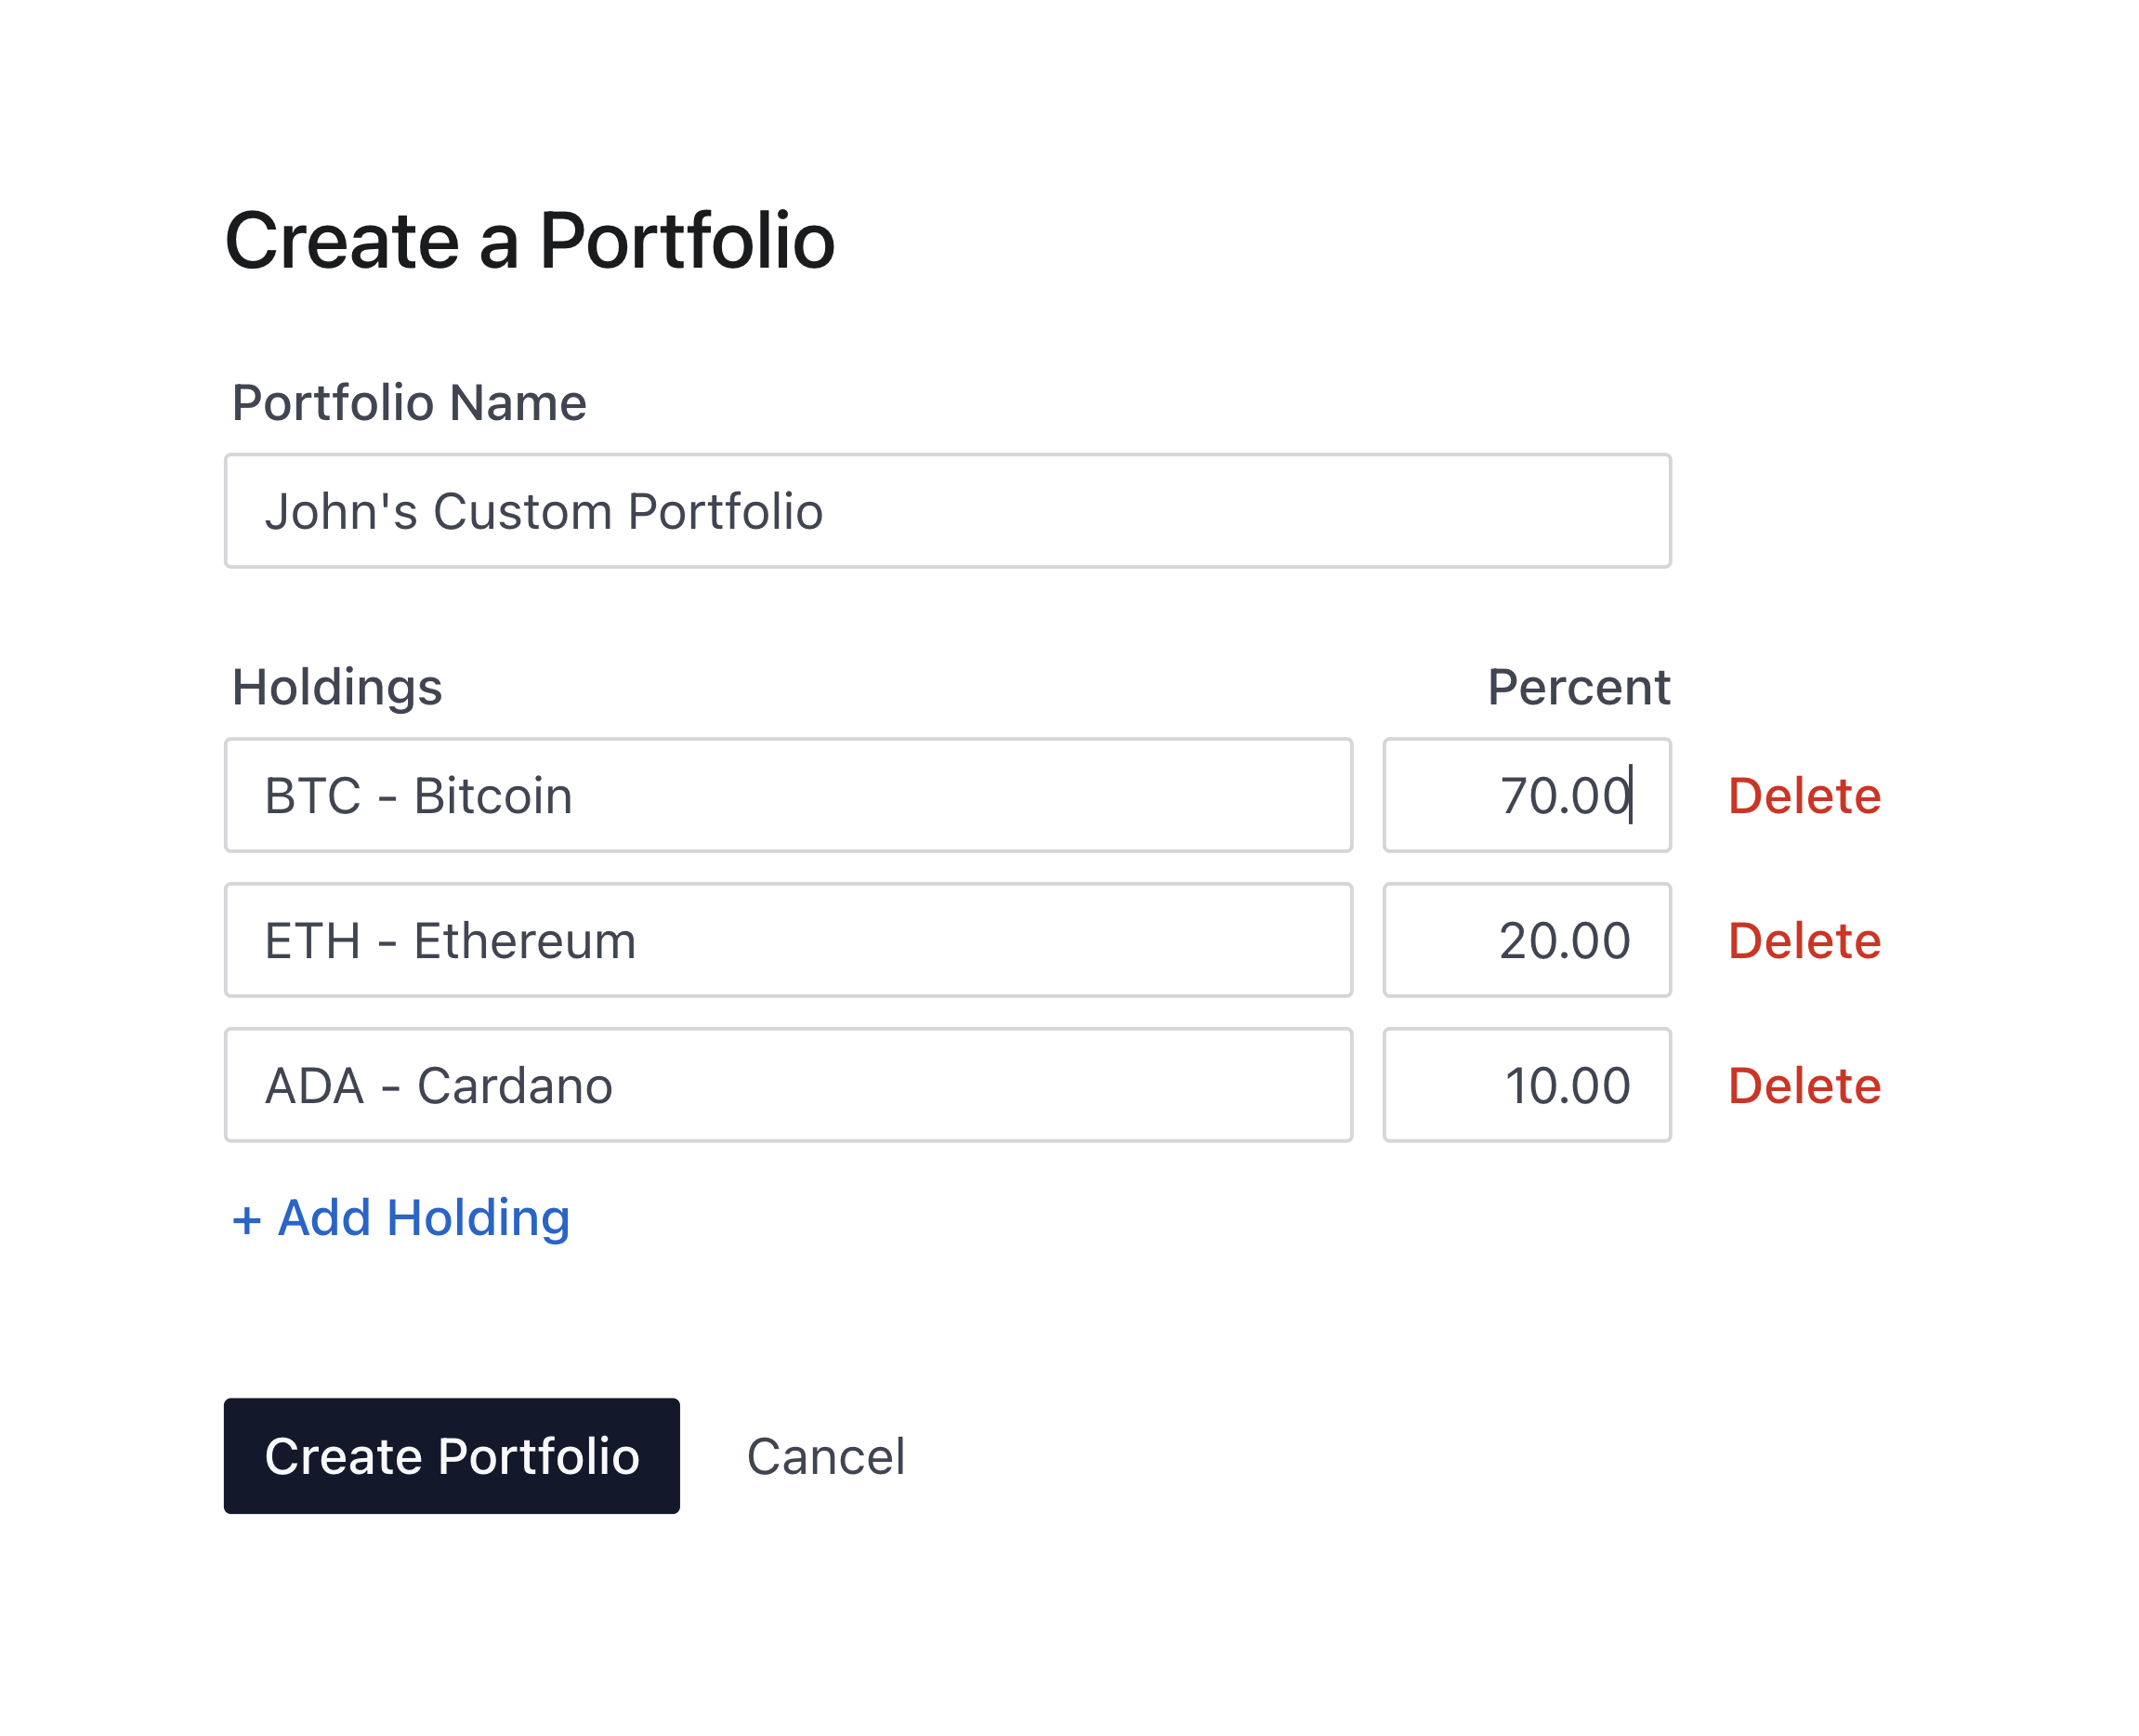 Create a Portfolio
Portfolio Name
John's Custom Portfolio
Holdings Percent
BTC - Bitcoin 70.00 Delete
ETH - Ethereum 20.00 Delete
ADA - Cardano 10.00 Delete
+ Add Holding
Create Portfolio Cancel